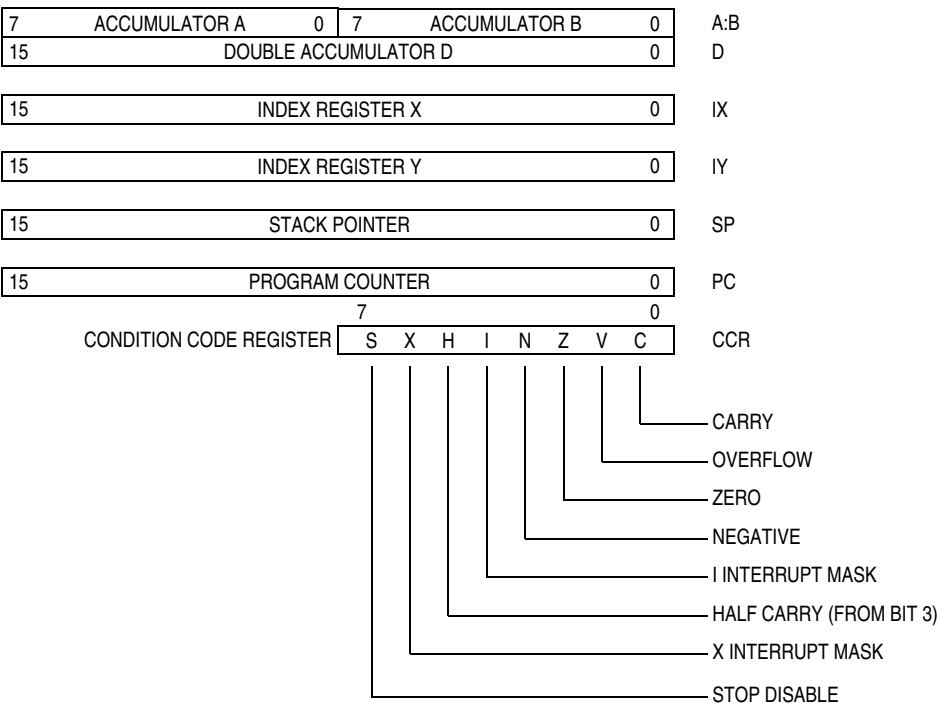 7 ACCUMULATOR A 0 7 ACCUMULATOR B 0 A:B
15 DOUBLE ACCUMULATOR D 0 D
15 INDEX REGISTER X 0 IX
15 INDEX REGISTER Y 0 IY
15 STACK POINTER 0 SP
15 PROGRAM COUNTER 0 PC
7 0
CONDITION CODE REGISTER S X H I N Z V C CCR
CARRY
OVERFLOW
ZERO
NEGATIVE
I INTERRUPT MASK
HALF CARRY (FROM BIT 3)
X INTERRUPT MASK
STOP DISABLE